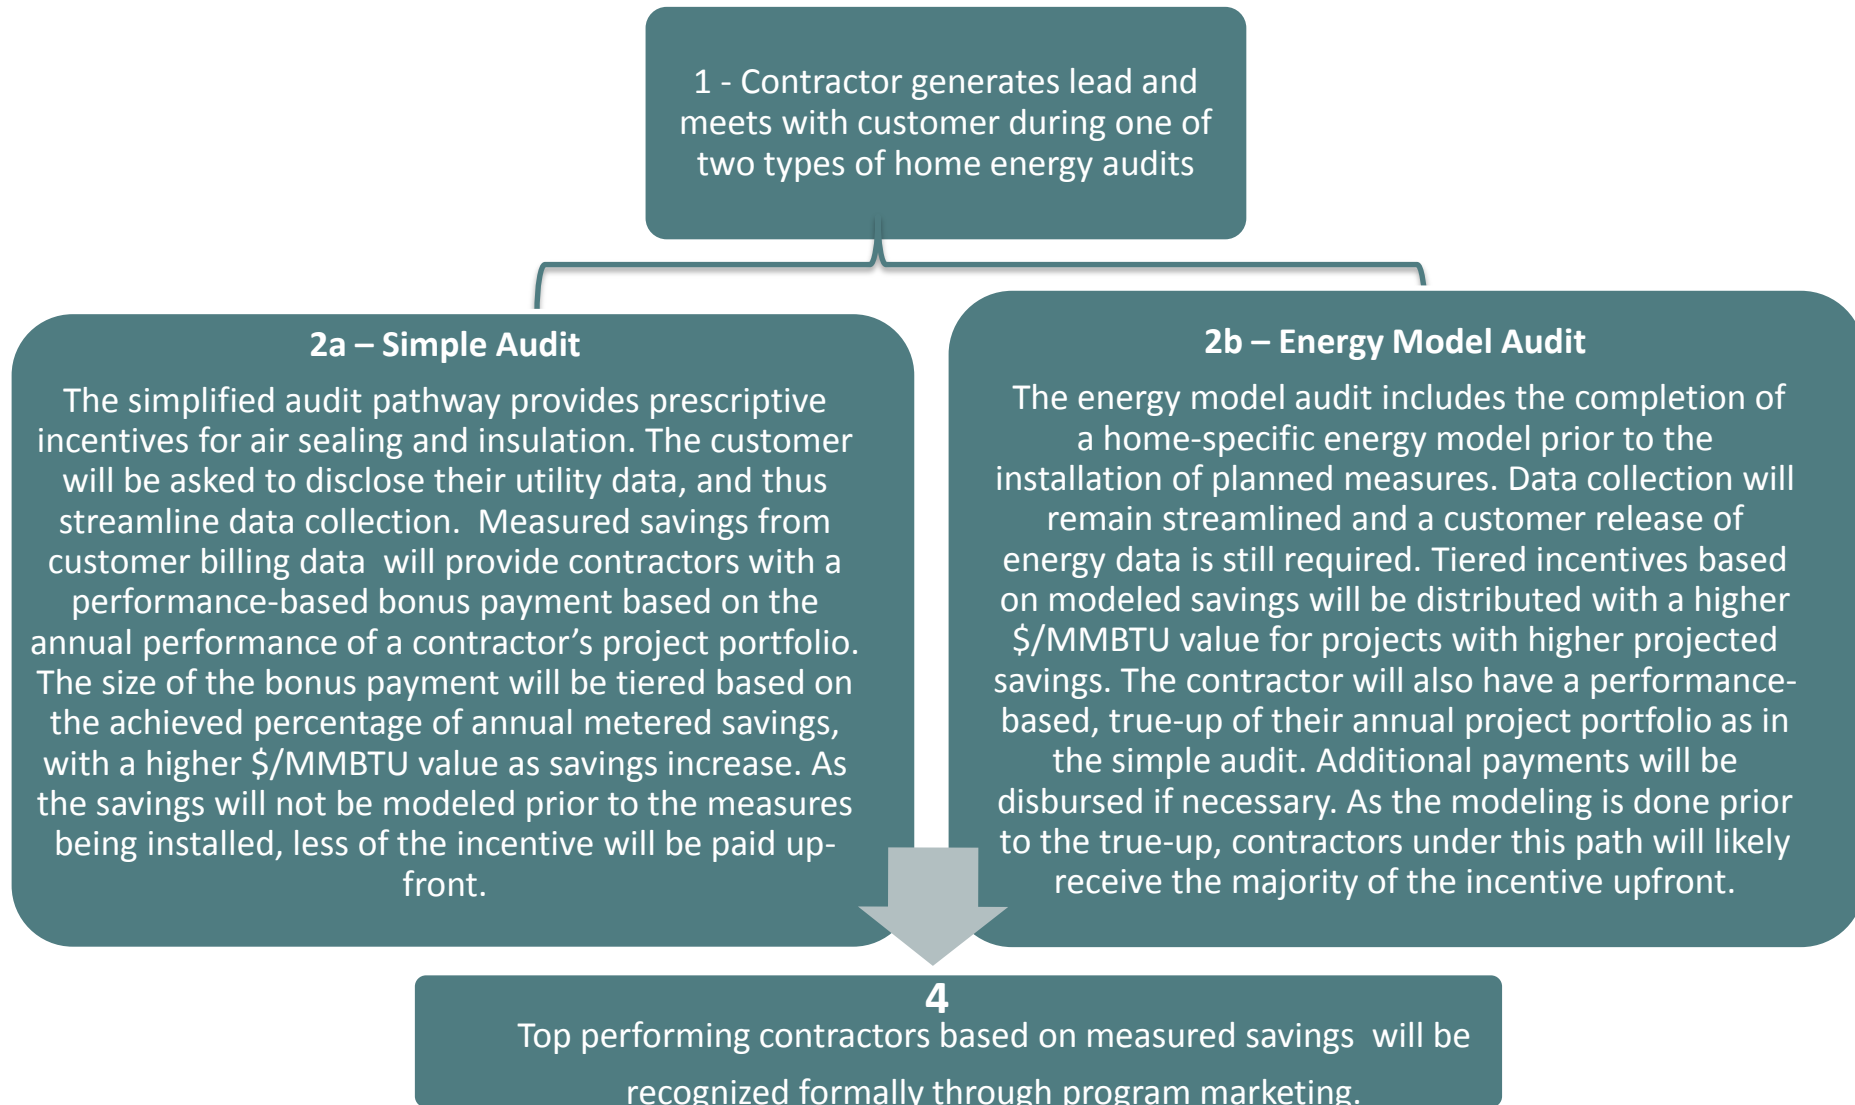 1 - Contractor generates lead and
meets with customer during one of
two types of home energy audits
2a – Simple Audit
The simplified audit pathway provides prescriptive
incentives for air sealing and insulation. The customer
will be asked to disclose their utility data, and thus
streamline data collection.  Measured savings from
customer billing data  will provide contractors with a
performance-based bonus payment based on the
annual performance of a contractor’s project portfolio.
The size of the bonus payment will be tiered based on
the achieved percentage of annual metered savings,
with a higher $/MMBTU value as savings increase. As
the savings will not be modeled prior to the measures
being installed, less of the incentive will be paid up-
front.
2b – Energy Model Audit
The energy model audit includes the completion of
a home-specific energy model prior to the
installation of planned measures. Data collection will
remain streamlined and a customer release of
energy data is still required. Tiered incentives based
on modeled savings will be distributed with a higher
$/MMBTU value for projects with higher projected
savings. The contractor will also have a performance-
based, true-up of their annual project portfolio as in
the simple audit. Additional payments will be
disbursed if necessary. As the modeling is done prior
to the true-up, contractors under this path will likely
receive the majority of the incentive upfront.
4
Top performing contractors based on measured savings  will be
recognized formally through program marketing.